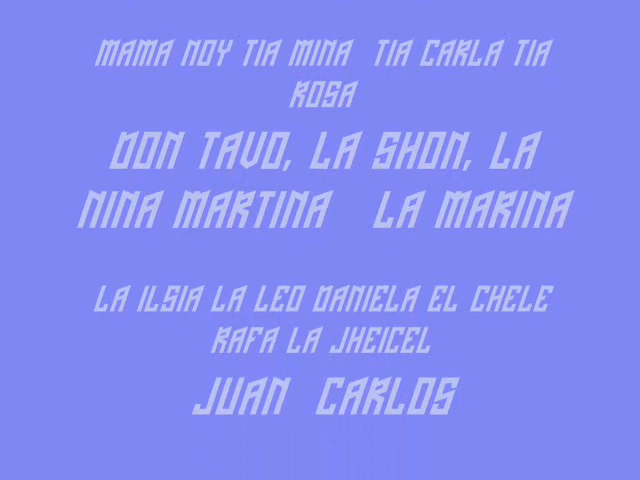 MAMA NOY TIA MINA TIA CARLA TIA
ROSA
DON TAVO, LA SHON, LA
NINA MARTINA LA MARINA
LA ILSIA LA LEO DANIELA EL CHELE
RAFA LA JHEICEL
JUAN CARLOS